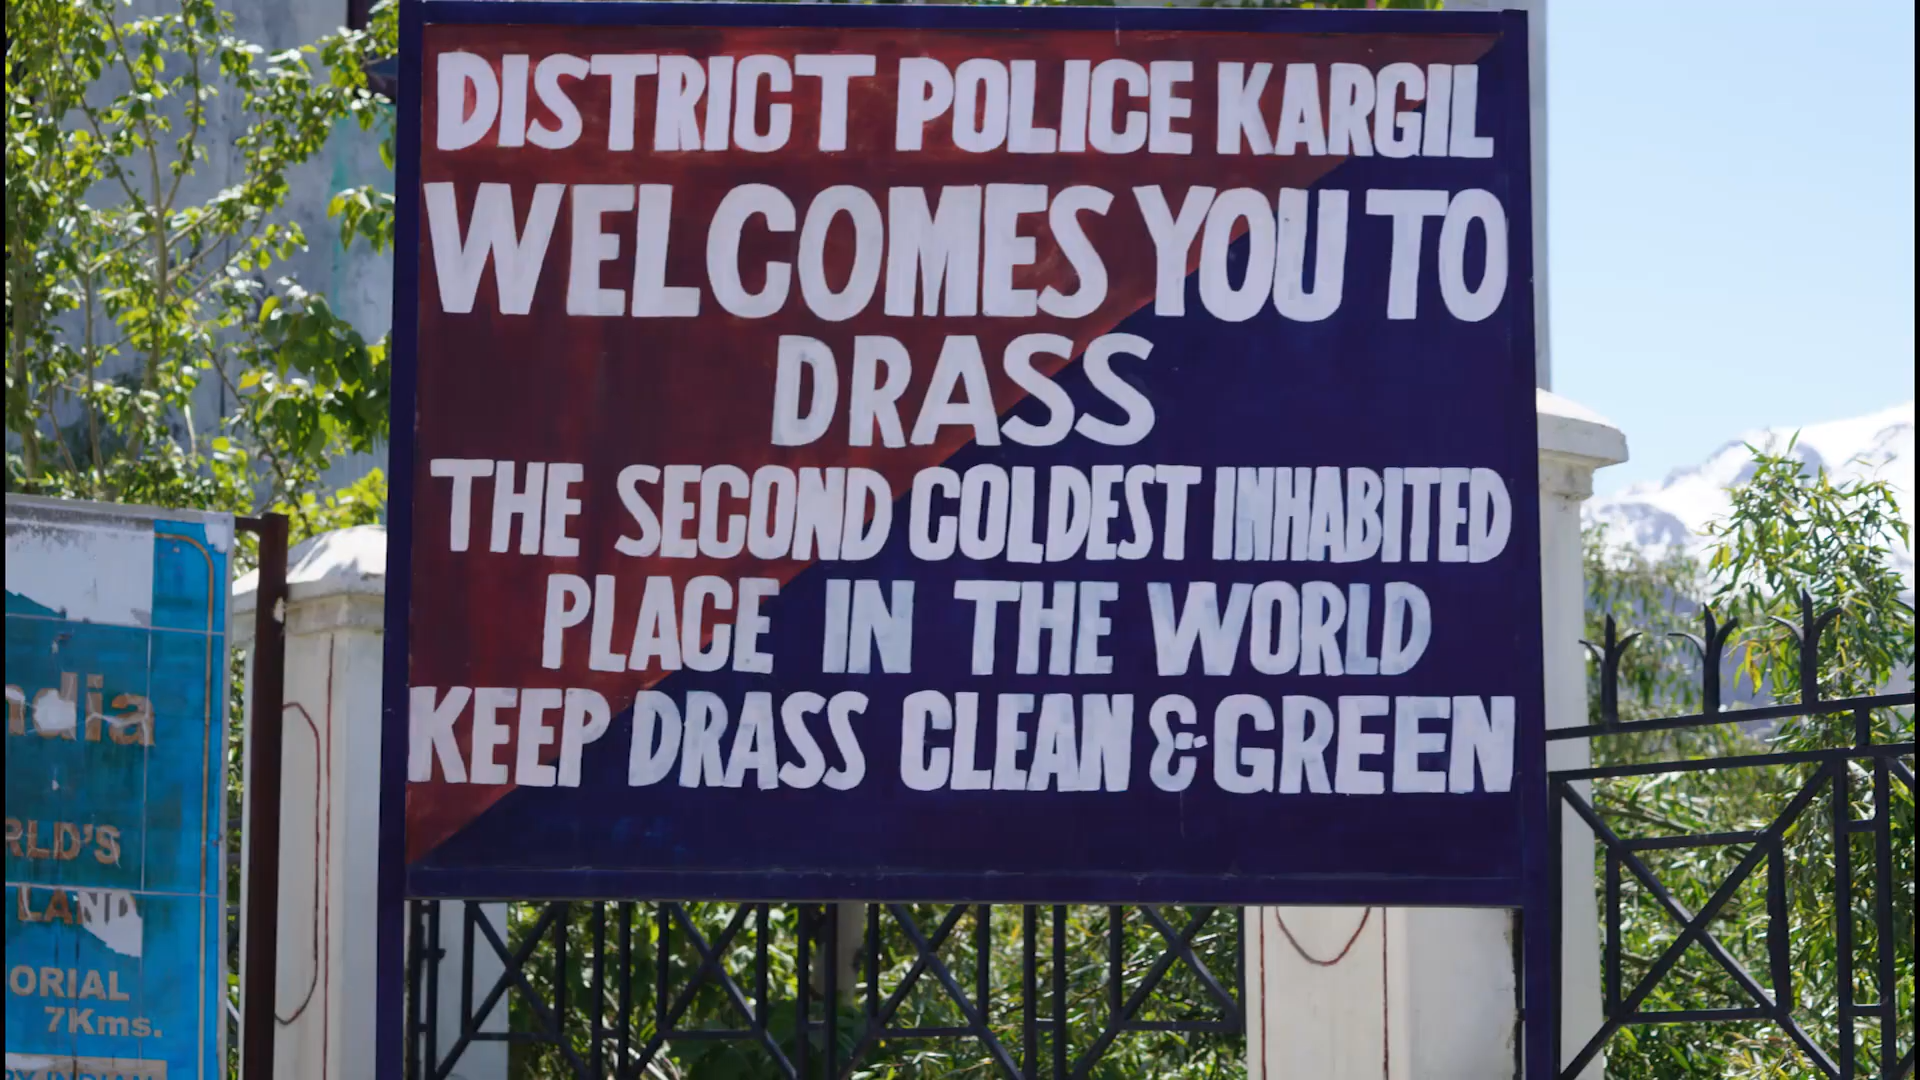 DISTRICT POLICE KARGIL
WELCOMES YOU TO
DRASS
THE SECOND COLDEST INHABITED
PLACE IN THE WORLD
KEEP DRASS CLEAN & GREEN
ndia
RLD'S
LAND
ORIAL
7Kms.